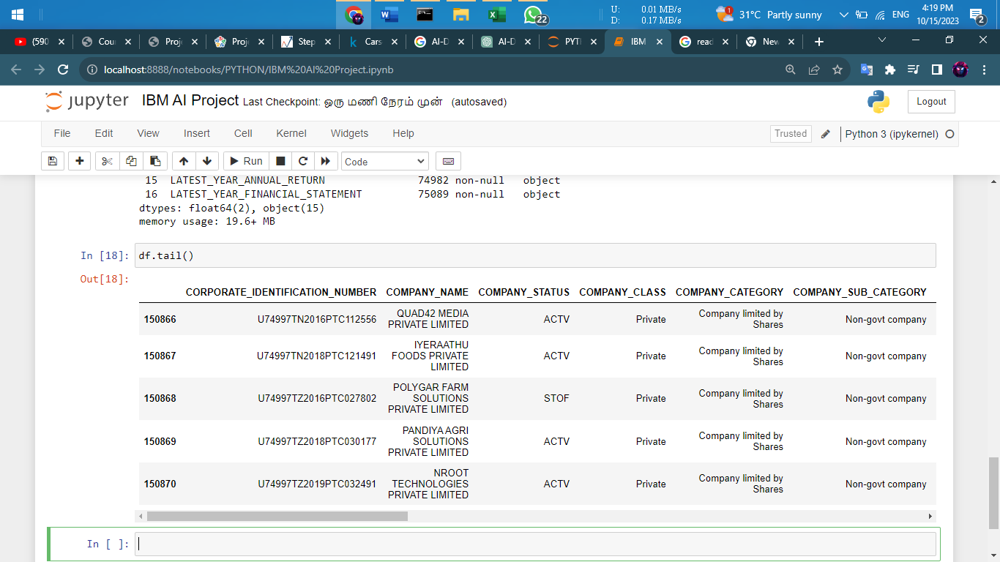 U: 0.01 MB/s
D: 0.17 MB/s
22
1
31°C Partly sunny
ENG
4:19 PM
10/15/2023
2
(590
Cou
Proj
Proj
Step
Cars
AI-D
AI-D
PYTH
IBM
read
New
localhost:8888/notebooks/PYTHON/IBM%20AI%20Project.ipynb
jupyter IBM AI Project Last Checkpoint: ஒரு மணி நேரம் முன் (autosaved)
Logout
File Edit View Insert Cell Kernel Widgets Help
Trusted
Python 3 (ipykernel)
Run
Code
15 LATEST_YEAR_ANNUAL_RETURN 74982 non-null object
16 LATEST_YEAR_FINANCIAL_STATEMENT 75089 non-null object
dtypes: float64(2), object(15)
memory usage: 19.6+ MB
In [18]: df.tail()
Out[18]:
CORPORATE_IDENTIFICATION_NUMBER COMPANY_NAME COMPANY_STATUS COMPANY_CLASS COMPANY_CATEGORY COMPANY_SUB_CATEGORY
150866 U74997TN2016PTC112556 QUAD42 MEDIA PRIVATE LIMITED ACTV Private Company limited by Shares Non-govt company
150867 U74997TN2018PTC121491 IYERAATHU FOODS PRIVATE LIMITED ACTV Private Company limited by Shares Non-govt company
150868 U74997TZ2016PTC027802 POLYGAR FARM SOLUTIONS PRIVATE LIMITED STOF Private Company limited by Shares Non-govt company
150869 U74997TZ2018PTC030177 PANDIYA AGRI SOLUTIONS PRIVATE LIMITED ACTV Private Company limited by Shares Non-govt company
150870 U74997TZ2019PTC032491 NROOT TECHNOLOGIES PRIVATE LIMITED ACTV Private Company limited by Shares Non-govt company
In [ ]: